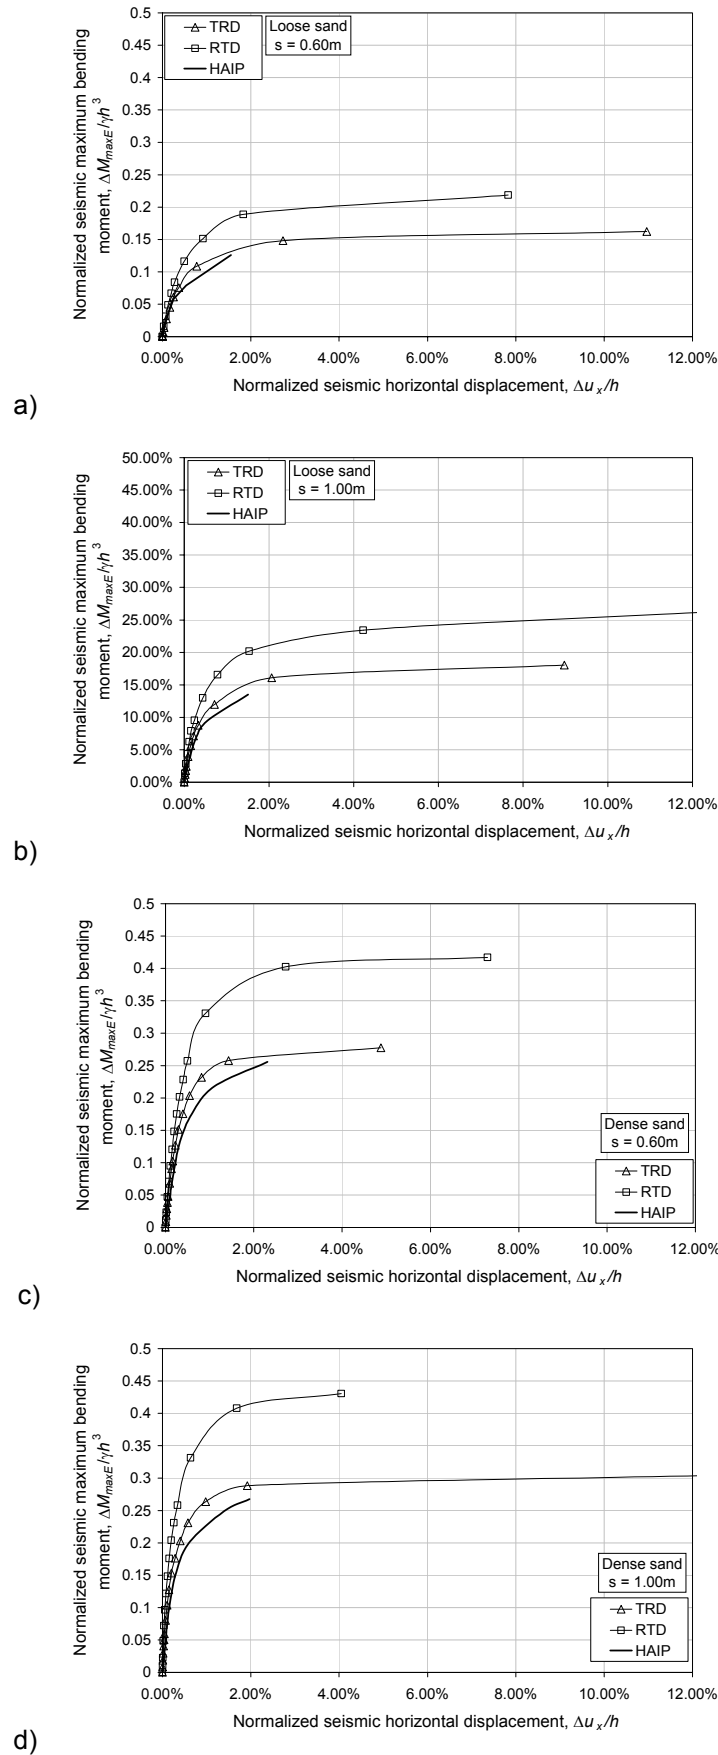 0.5
0.45
0.4
0.35
0.3
0.25
0.2
0.15
0.1
0.05
0
TRD
RTD
HAIP
Loose sand
s = 0.60m
Normalized seismic maximum bending
moment, ΔM_maxE/γh³
0.00% 2.00% 4.00% 6.00% 8.00% 10.00% 12.00%
Normalized seismic horizontal displacement, Δu_x/h
a)
50.00%
45.00%
40.00%
35.00%
30.00%
25.00%
20.00%
15.00%
10.00%
5.00%
0.00%
TRD
RTD
HAIP
Loose sand
s = 1.00m
Normalized seismic maximum bending
moment, ΔM_maxE/γh³
0.00% 2.00% 4.00% 6.00% 8.00% 10.00% 12.00%
Normalized seismic horizontal displacement, Δu_x/h
b)
0.5
0.45
0.4
0.35
0.3
0.25
0.2
0.15
0.1
0.05
0
Normalized seismic maximum bending
moment, ΔM_maxE/γh³
Dense sand
s = 0.60m
TRD
RTD
HAIP
0.00% 2.00% 4.00% 6.00% 8.00% 10.00% 12.00%
Normalized seismic horizontal displacement, Δu_x/h
c)
0.5
0.45
0.4
0.35
0.3
0.25
0.2
0.15
0.1
0.05
0
Normalized seismic maximum bending
moment, ΔM_maxE/γh³
Dense sand
s = 1.00m
TRD
RTD
HAIP
0.00% 2.00% 4.00% 6.00% 8.00% 10.00% 12.00%
Normalized seismic horizontal displacement, Δu_x/h
d)